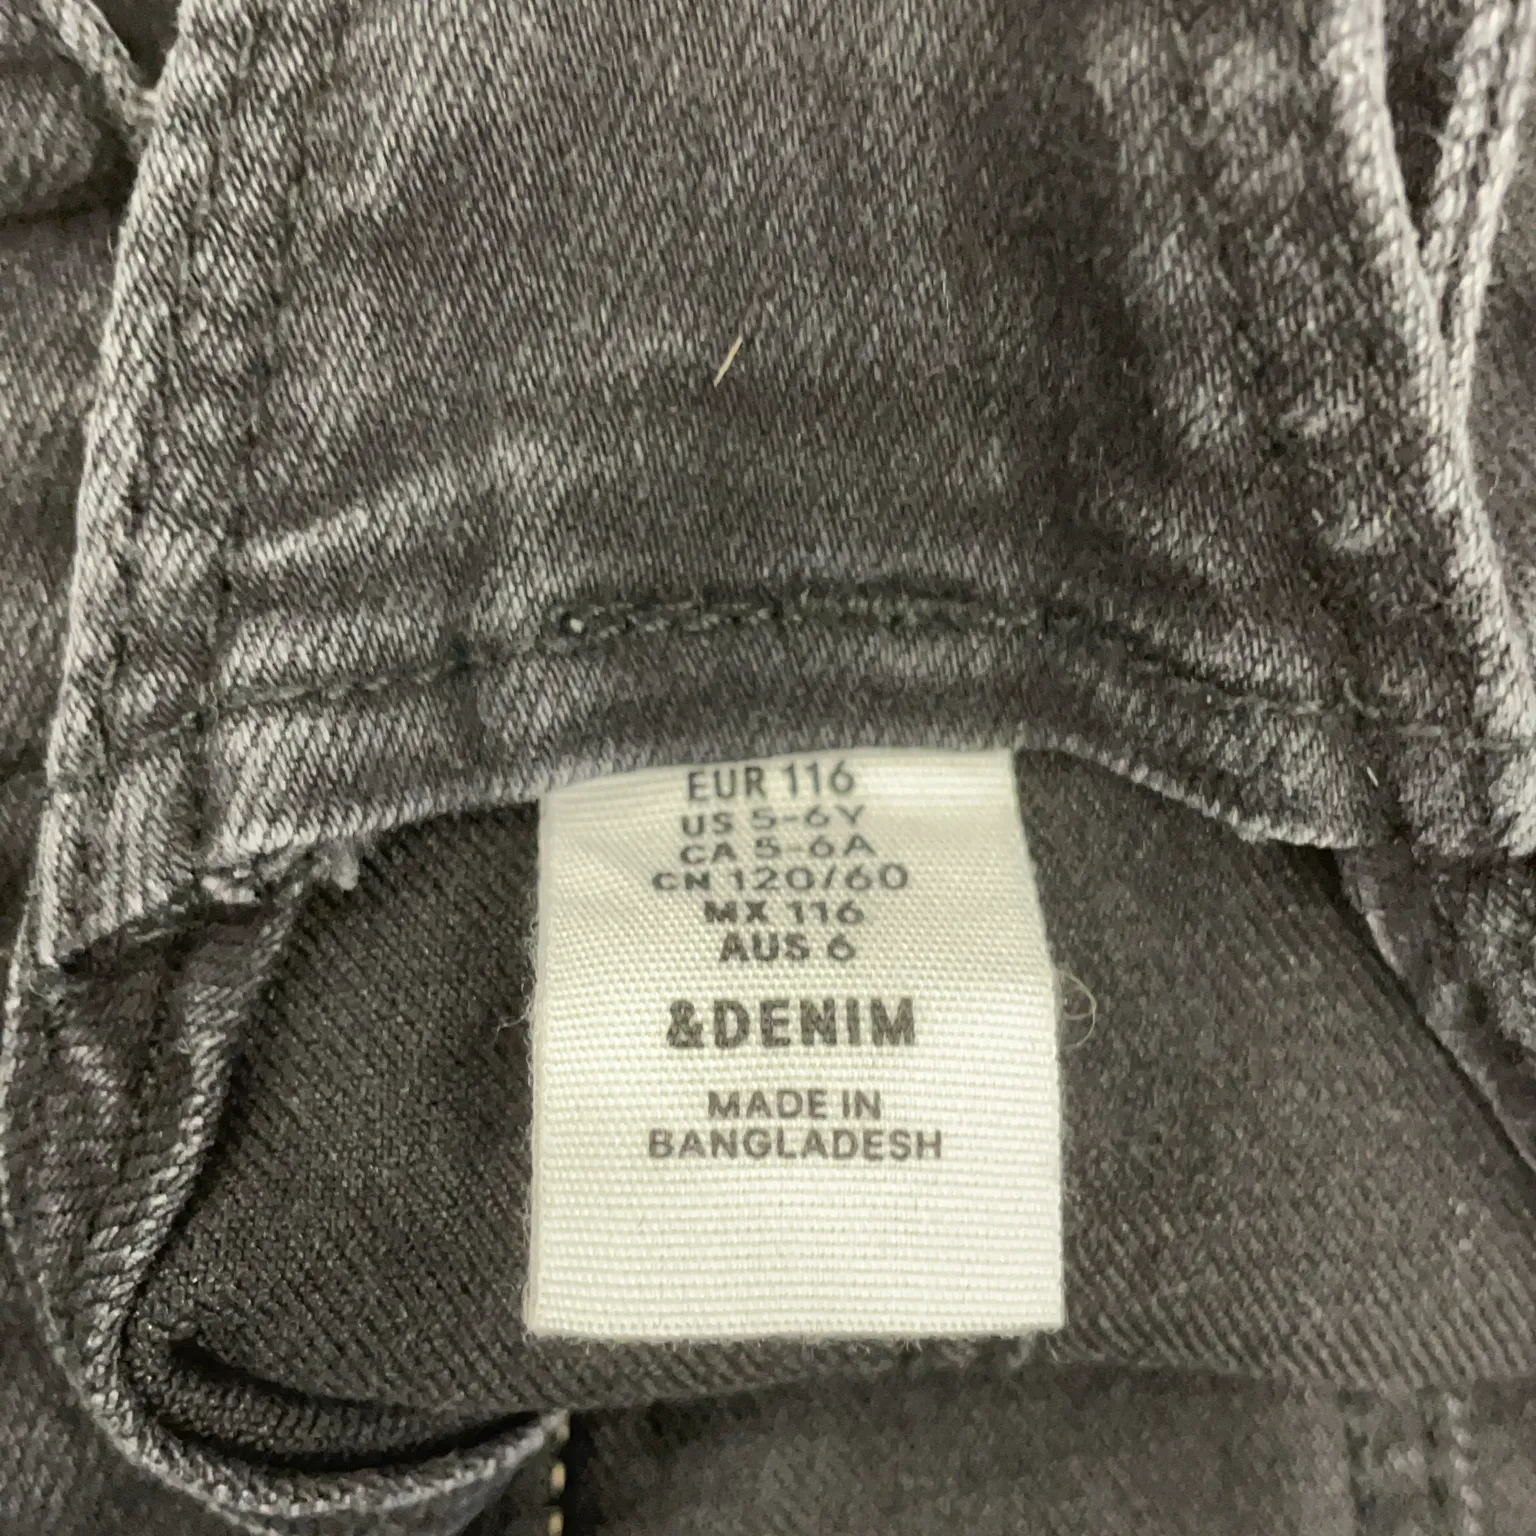 EUR 116
US 5-6Y
CA 5-6A
CN 120/60
MX 116
AUS 6
&DENIM
MADE IN
BANGLADESH